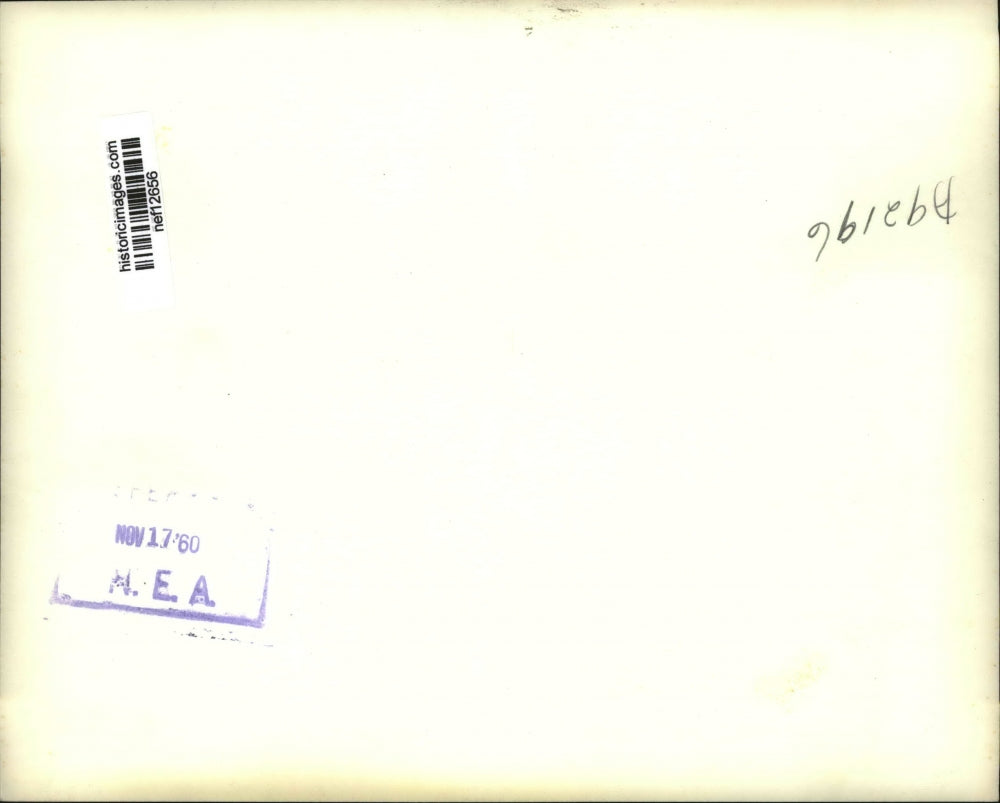 historicimages.com
nef12656
A92196
NOV 17 '60
N. E. A.